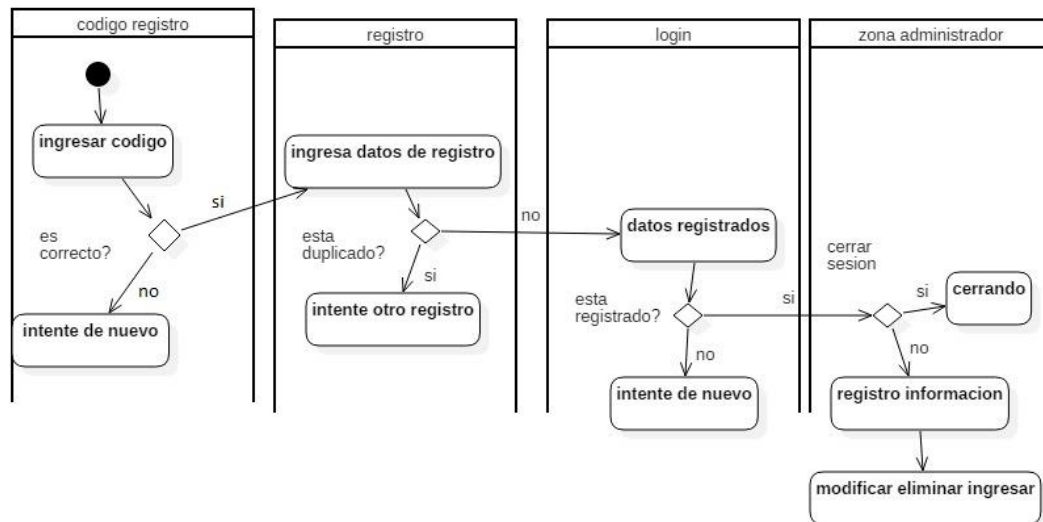 codigo registro
registro
login
zona administrador
ingresar codigo
es
correcto?
si
no
intente de nuevo
ingresa datos de registro
esta
duplicado?
no
si
intente otro registro
datos registrados
esta
registrado?
si
no
intente de nuevo
cerrar
sesion
si
cerrando
no
registro informacion
modificar eliminar ingresar